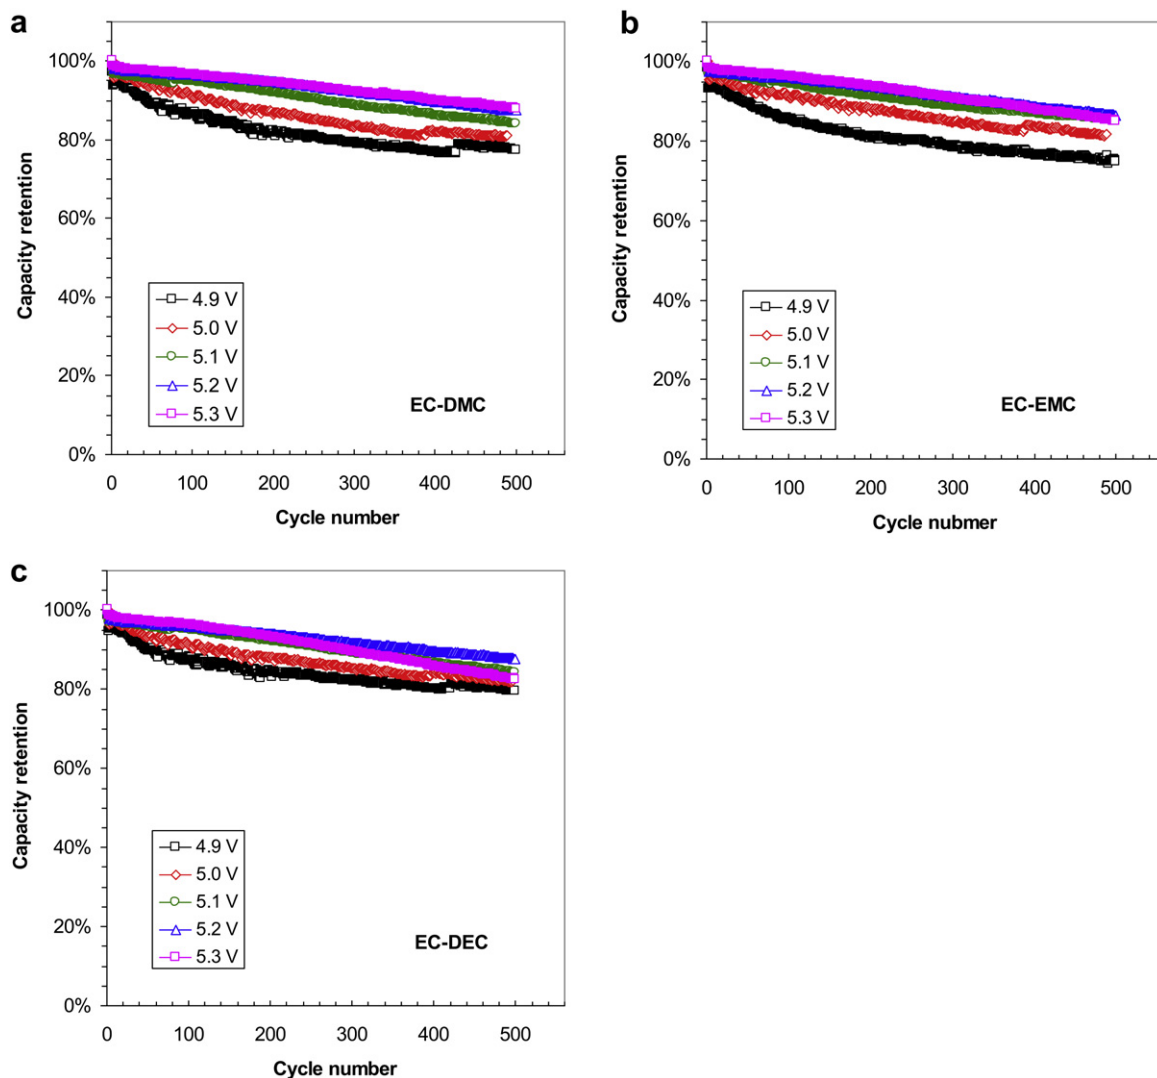 a
100%
80%
60%
40%
20%
0%
Capacity retention
4.9 V
5.0 V
5.1 V
5.2 V
5.3 V
EC-DMC
0 100 200 300 400 500
Cycle number
b
100%
80%
60%
40%
20%
0%
Capacity retention
4.9 V
5.0 V
5.1 V
5.2 V
5.3 V
EC-EMC
0 100 200 300 400 500
Cycle nubmer
c
100%
80%
60%
40%
20%
0%
Capacity retention
4.9 V
5.0 V
5.1 V
5.2 V
5.3 V
EC-DEC
0 100 200 300 400 500
Cycle number